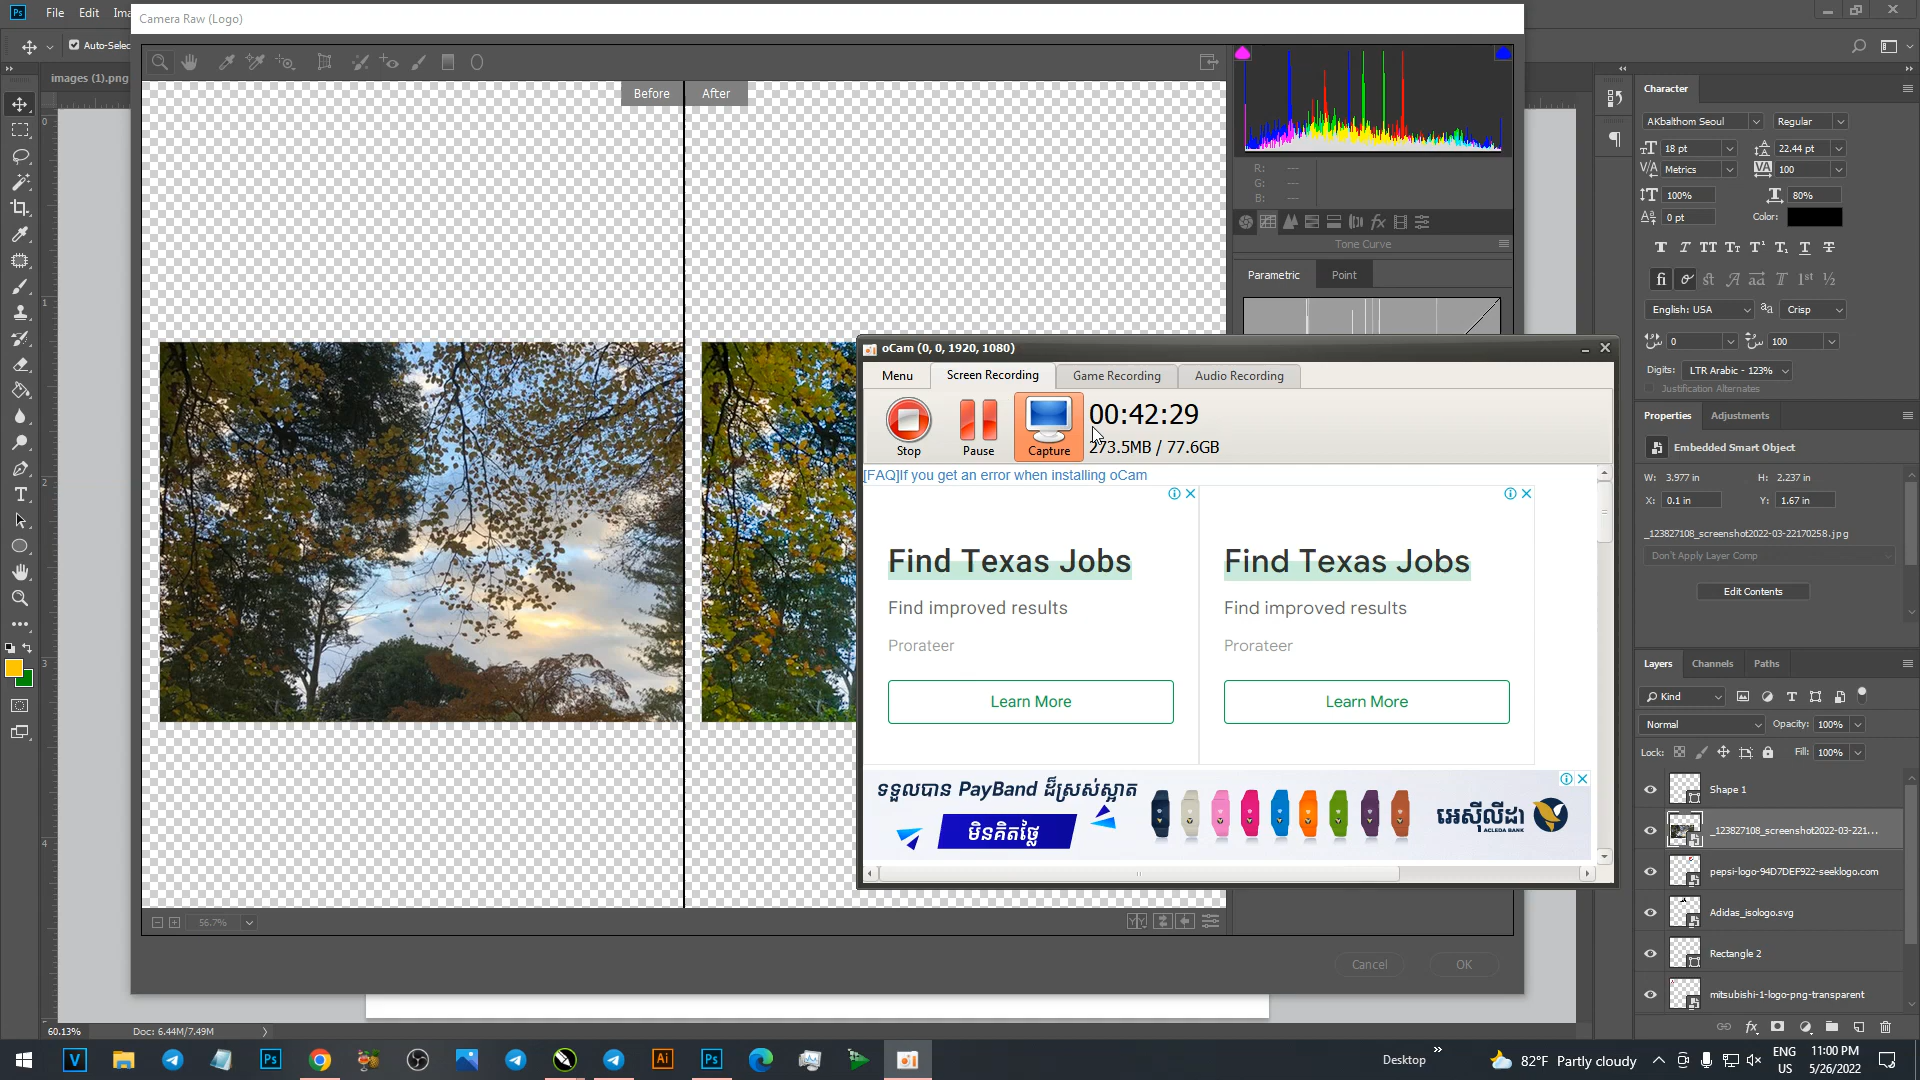 File Edit Ima
Camera Raw (Logo)
Auto-Selec
images (1).png
Before After
R: ---
G: ---
B: ---
Tone Curve
Parametric Point
oCam (0, 0, 1920, 1080)
Menu Screen Recording Game Recording Audio Recording
Stop Pause Capture
00:42:29
273.5MB / 77.6GB
[FAQ]If you get an error when installing oCam
Find Texas Jobs
Find improved results
Prorateer
Learn More
Find Texas Jobs
Find improved results
Prorateer
Learn More
ទទួលបាន PayBand ដ៏ស្រស់ស្អាត
មិនគិតថ្លៃ
អេស៊ីលីដា
ACLEDA BANK
56.7%
Cancel OK
Character
AKbalthom Seoul Regular
18 pt 22.44 pt
Metrics 100
100% 80%
0 pt Color:
English: USA Crisp
0 100
Digits: LTR Arabic - 123%
Justification Alternates
Properties Adjustments
Embedded Smart Object
W: 3.977 in H: 2.237 in
X: 0.1 in Y: 1.67 in
_123827108_screenshot2022-03-22170258.jpg
Don't Apply Layer Comp
Edit Contents
Layers Channels Paths
Kind
Normal Opacity: 100%
Lock: Fill: 100%
Shape 1
_123827108_screenshot2022-03-221...
pepsi-logo-94D7DEF922-seeklogo.com
Adidas_isologo.svg
Rectangle 2
mitsubishi-1-logo-png-transparent
60.13% Doc: 6.44M/7.49M
Desktop 82°F Partly cloudy
ENG
US
11:00 PM
5/26/2022